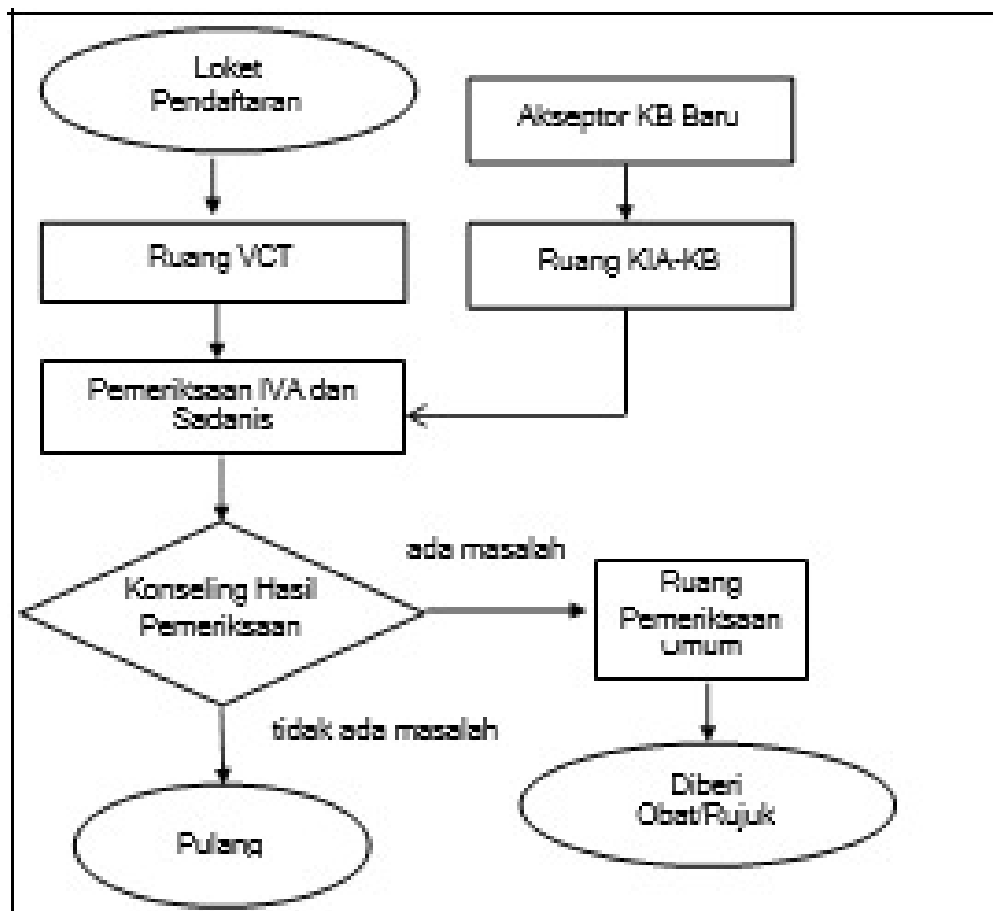 Loket
Pendaftaran
Akseptor KB Baru
Ruang VCT
Ruang KIA-KB
Pemeriksaan IVA dan
Sadanis
ada masalah
Konseling Hasil
Pemeriksaan
Ruang
Pemeriksaan
Umum
tidak ada masalah
Diberi
Obat/Rujuk
Pulang